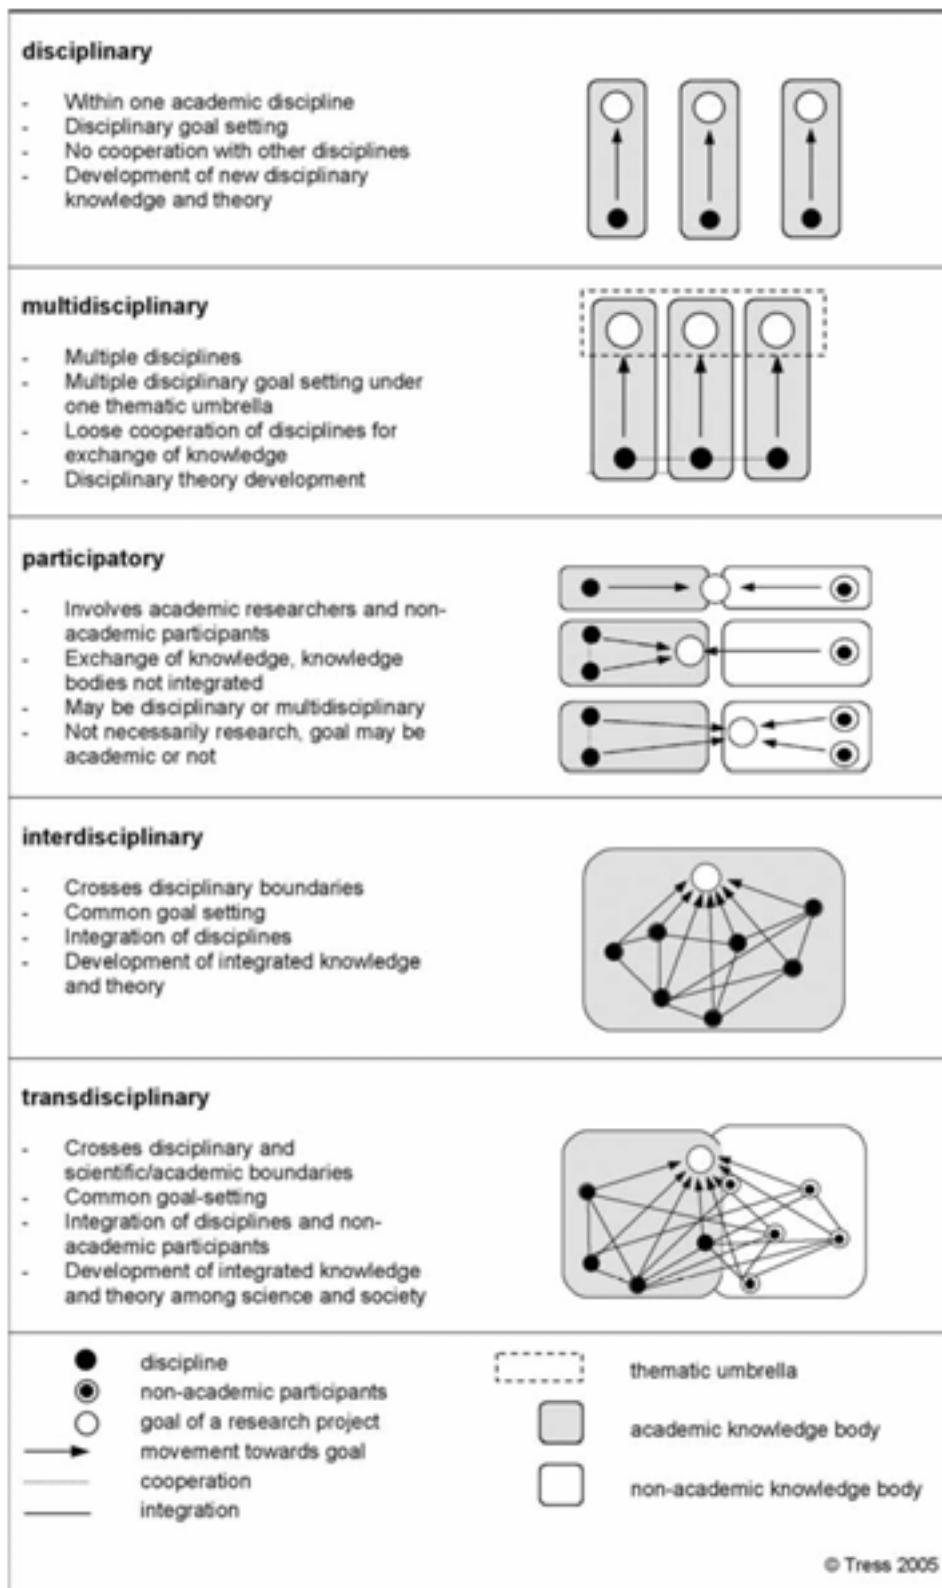 disciplinary
- Within one academic discipline
- Disciplinary goal setting
- No cooperation with other disciplines
- Development of new disciplinary
knowledge and theory
multidisciplinary
- Multiple disciplines
- Multiple disciplinary goal setting under
one thematic umbrella
- Loose cooperation of disciplines for
exchange of knowledge
- Disciplinary theory development
participatory
- Involves academic researchers and non-
academic participants
- Exchange of knowledge, knowledge
bodies not integrated
- May be disciplinary or multidisciplinary
- Not necessarily research, goal may be
academic or not
interdisciplinary
- Crosses disciplinary boundaries
- Common goal setting
- Integration of disciplines
- Development of integrated knowledge
and theory
transdisciplinary
- Crosses disciplinary and
scientific/academic boundaries
- Common goal-setting
- Integration of disciplines and non-
academic participants
- Development of integrated knowledge
and theory among science and society
discipline
non-academic participants
goal of a research project
movement towards goal
cooperation
integration
thematic umbrella
academic knowledge body
non-academic knowledge body
© Tress 2005